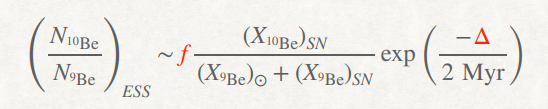 (N₁₀Be / N₉Be)ESS ~ f (X₁₀Be)SN / ((X₉Be)⊙ + (X₉Be)SN) exp (−Δ / 2 Myr)